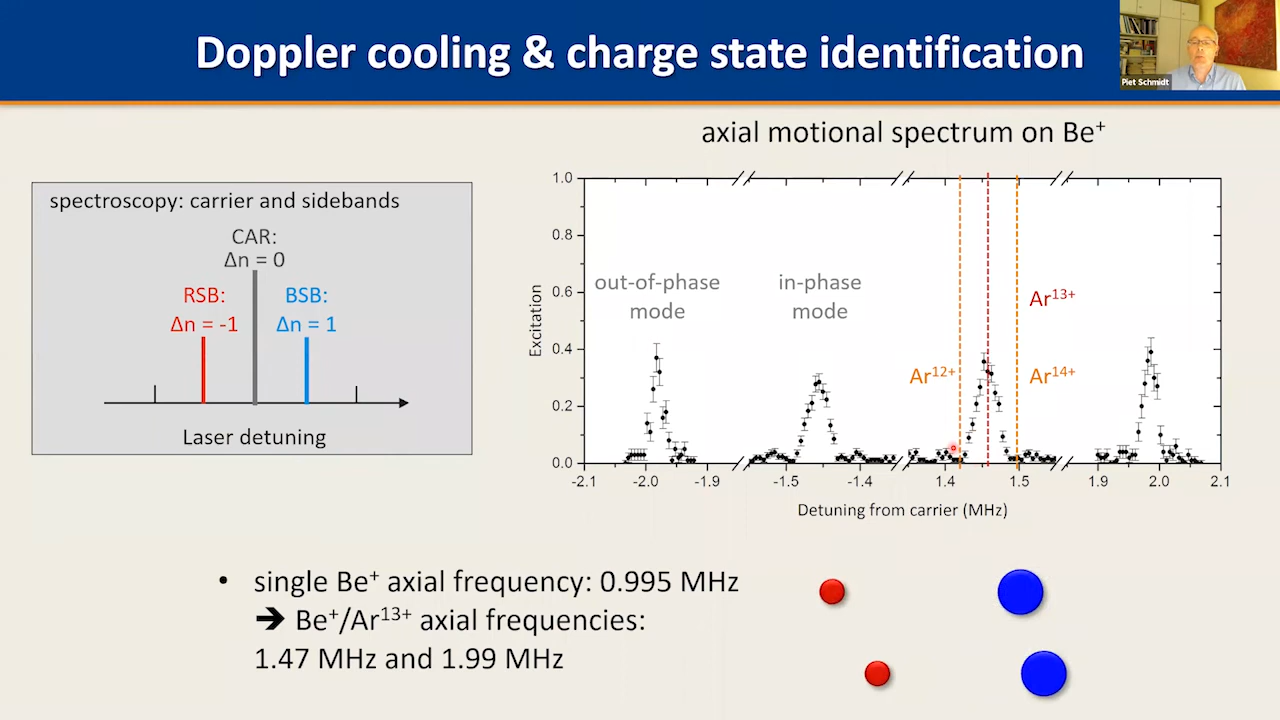 Doppler cooling & charge state identification
Piet Schmidt
axial motional spectrum on Be⁺
spectroscopy: carrier and sidebands
CAR:
Δn = 0
RSB:
Δn = -1
BSB:
Δn = 1
Laser detuning
Excitation
1.0
0.8
0.6
0.4
0.2
0.0
out-of-phase
mode
in-phase
mode
Ar¹²⁺
Ar¹³⁺
Ar¹⁴⁺
-2.1 -2.0 -1.9 -1.5 -1.4 1.4 1.5 1.9 2.0 2.1
Detuning from carrier (MHz)
• single Be⁺ axial frequency: 0.995 MHz
➔ Be⁺/Ar¹³⁺ axial frequencies:
1.47 MHz and 1.99 MHz